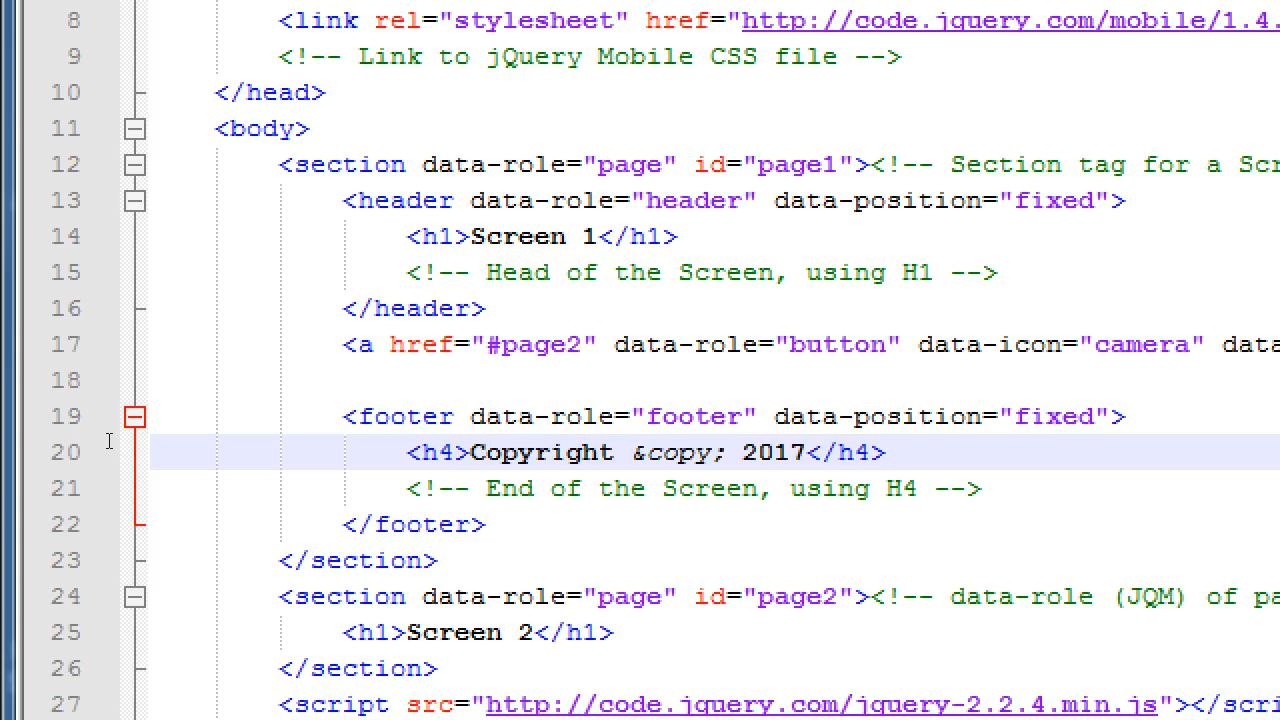 8 <link rel="stylesheet" href="http://code.jquery.com/mobile/1.4.
9 <!-- Link to jQuery Mobile CSS file -->
10 </head>
11 <body>
12 <section data-role="page" id="page1"><!-- Section tag for a Scr
13 <header data-role="header" data-position="fixed">
14 <h1>Screen 1</h1>
15 <!-- Head of the Screen, using H1 -->
16 </header>
17 <a href="#page2" data-role="button" data-icon="camera" data
18
19 <footer data-role="footer" data-position="fixed">
20 <h4>Copyright &copy; 2017</h4>
21 <!-- End of the Screen, using H4 -->
22 </footer>
23 </section>
24 <section data-role="page" id="page2"><!-- data-role (JQM) of pa
25 <h1>Screen 2</h1>
26 </section>
27 <script src="http://code.jquery.com/jquery-2.2.4.min.js"></scri